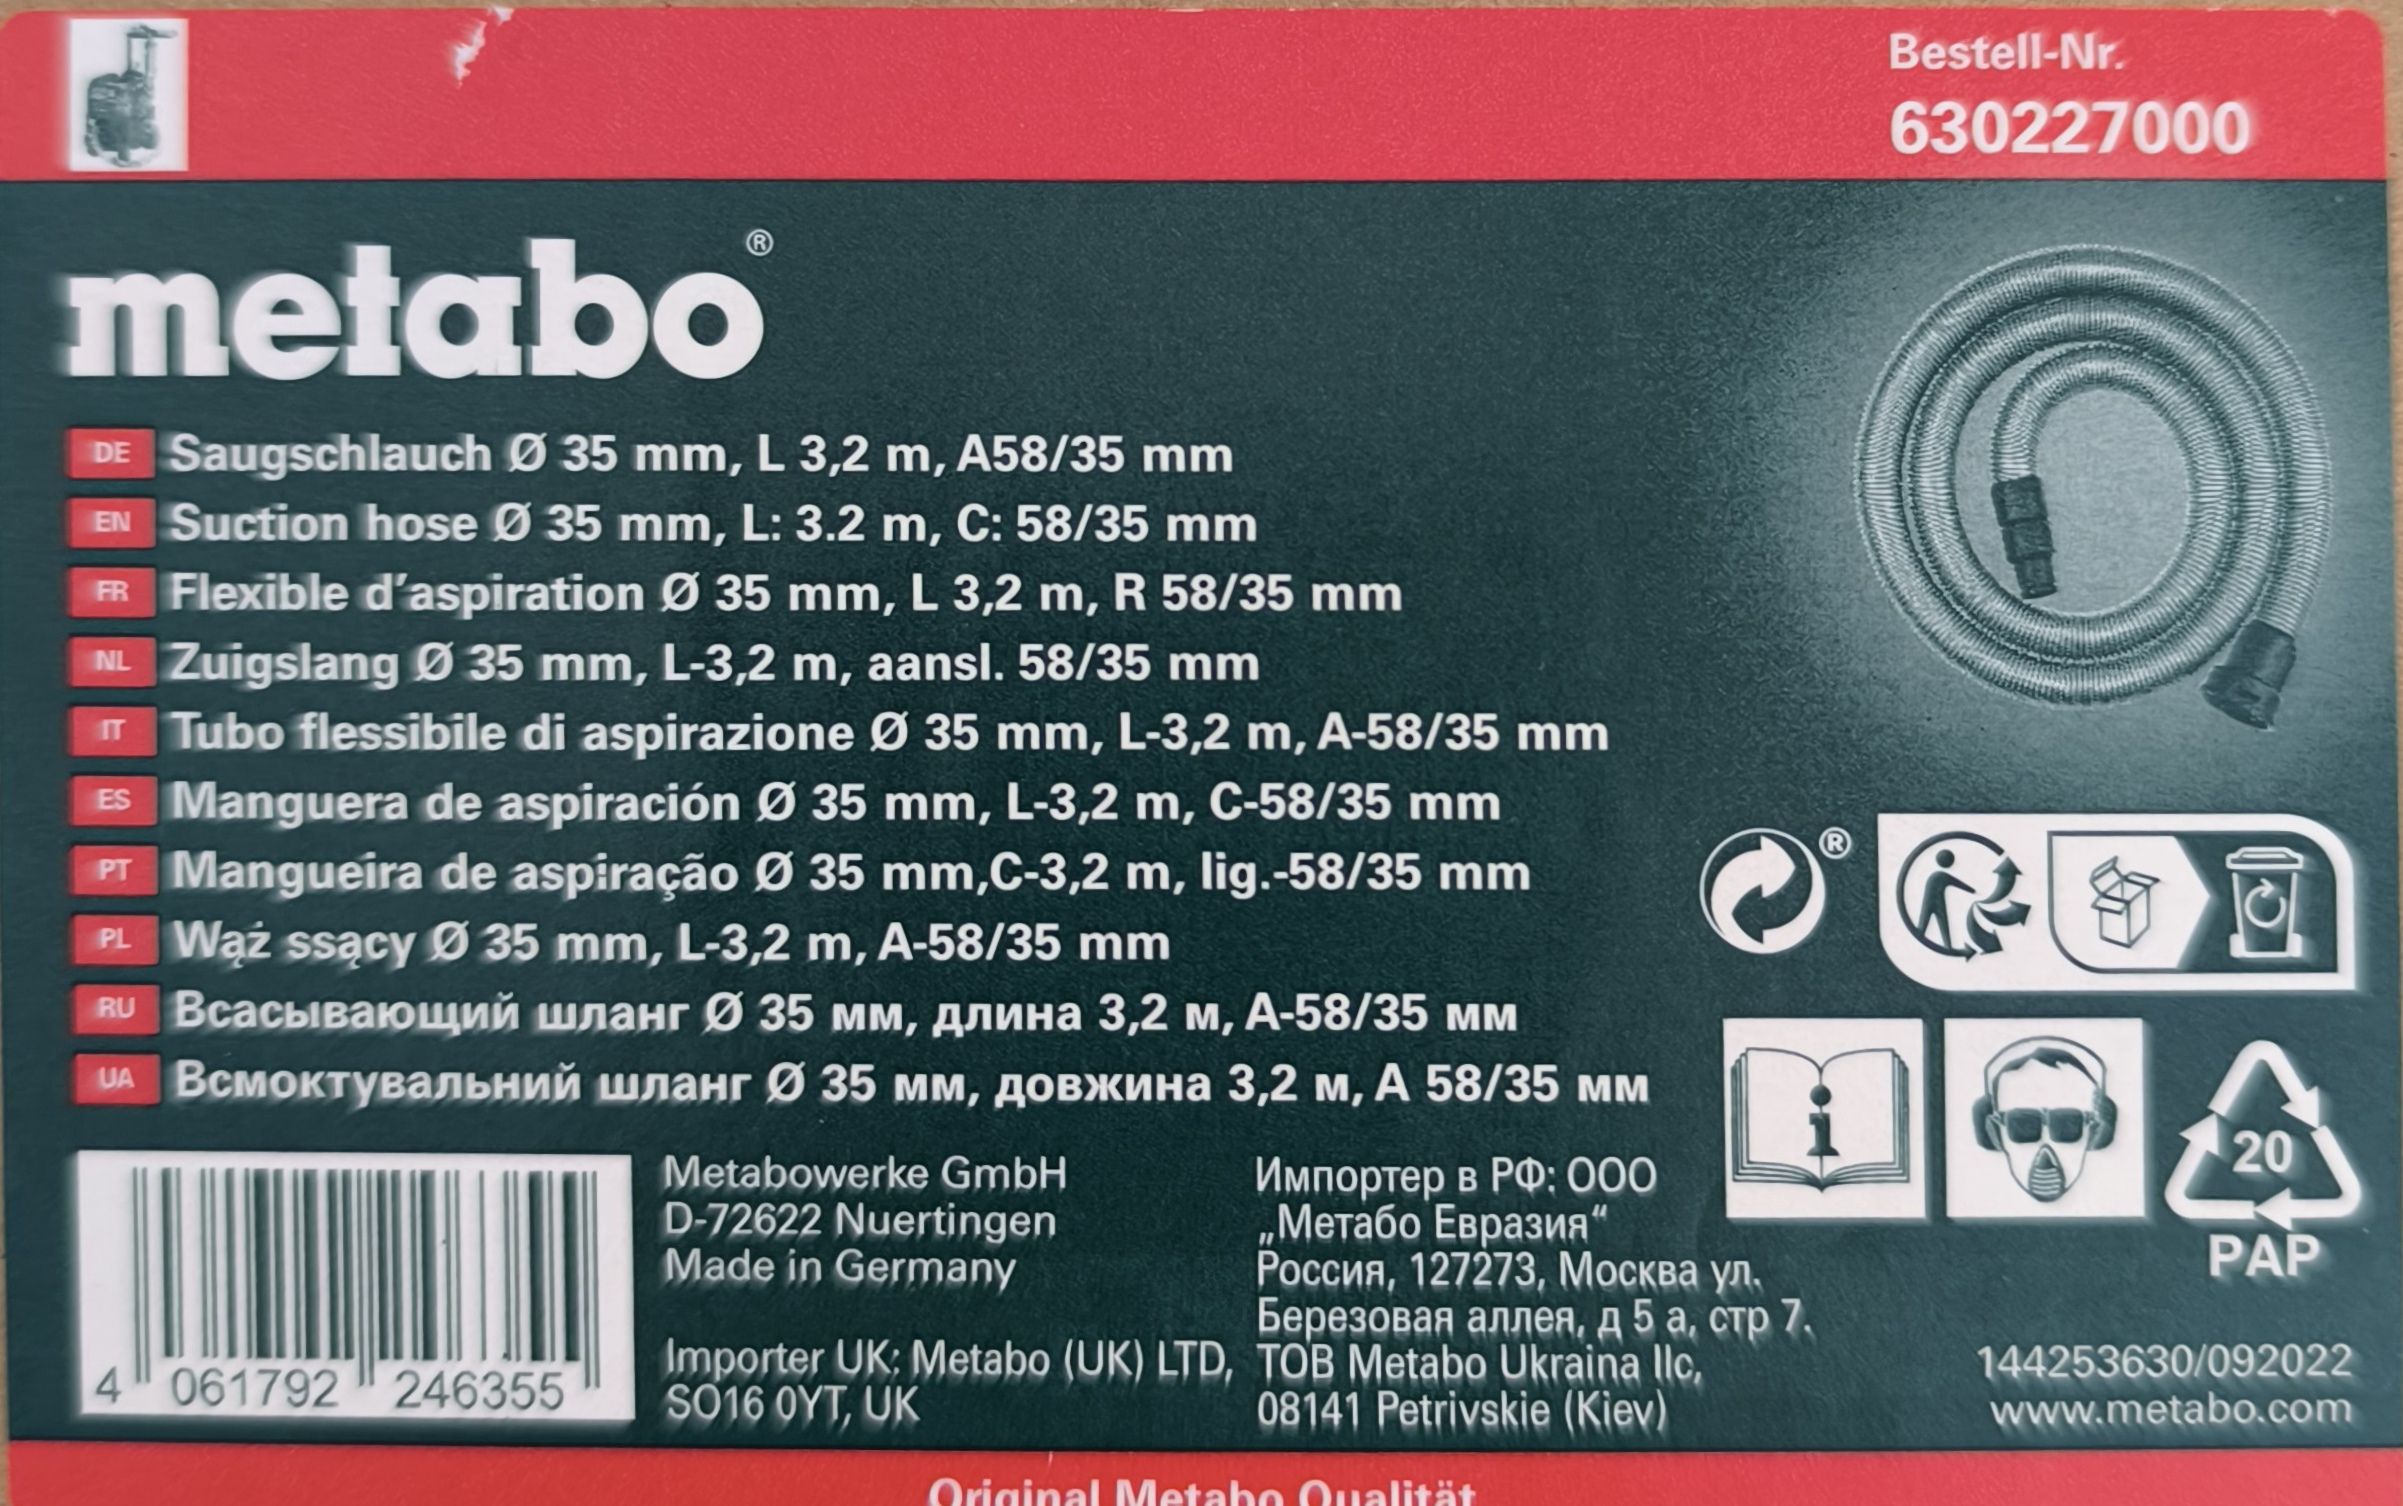 Bestell-Nr.
630227000
metabo®
DE Saugschlauch Ø 35 mm, L 3,2 m, A58/35 mm
EN Suction hose Ø 35 mm, L: 3.2 m, C: 58/35 mm
FR Flexible d'aspiration Ø 35 mm, L 3,2 m, R 58/35 mm
NL Zuigslang Ø 35 mm, L-3,2 m, aansl. 58/35 mm
IT Tubo flessibile di aspirazione Ø 35 mm, L-3,2 m, A-58/35 mm
ES Manguera de aspiración Ø 35 mm, L-3,2 m, C-58/35 mm
PT Mangueira de aspiração Ø 35 mm,C-3,2 m, lig.-58/35 mm
PL Wąż ssący Ø 35 mm, L-3,2 m, A-58/35 mm
RU Всасывающий шланг Ø 35 мм, длина 3,2 м, A-58/35 мм
UA Всмоктувальний шланг Ø 35 мм, довжина 3,2 м, A 58/35 мм
®
i
20
PAP
4 061792 246355
Metabowerke GmbH
D-72622 Nuertingen
Made in Germany
Importer UK: Metabo (UK) LTD,
SO16 0YT, UK
Импортер в РФ: ООО
„Метабо Евразия“
Россия, 127273, Москва ул.
Березовая аллея, д 5 а, стр 7.
ТОВ Metabo Ukraina llc,
08141 Petrivskie (Kiev)
144253630/092022
www.metabo.com
Original Metabo Qualität